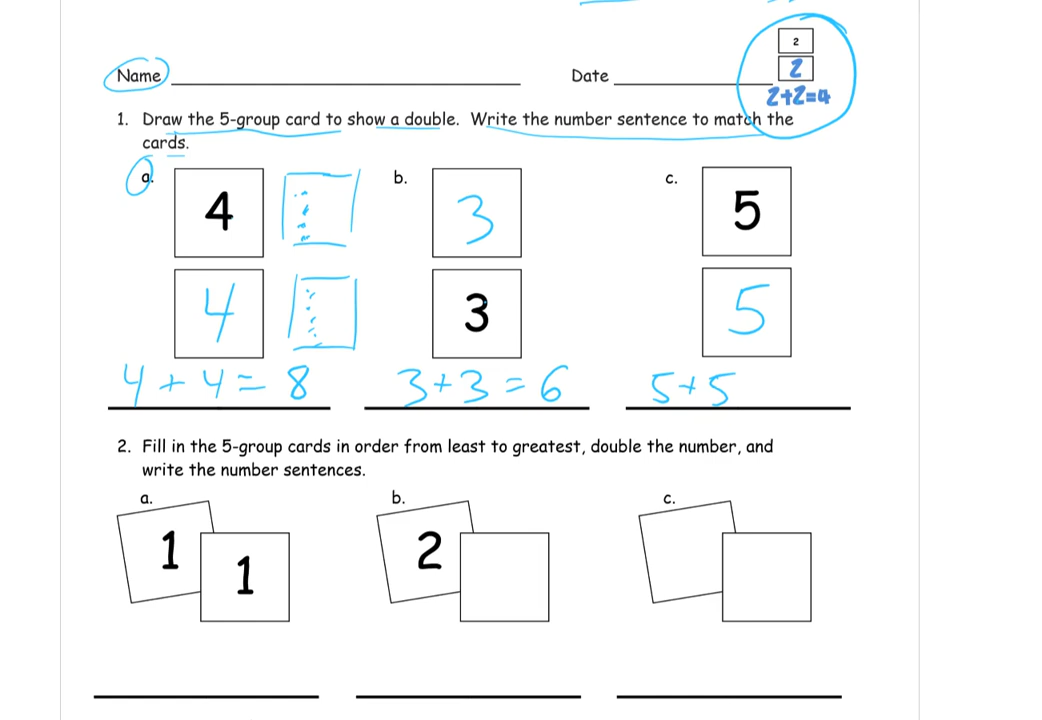 2
2
Name Date
2+2=4
1. Draw the 5-group card to show a double. Write the number sentence to match the
cards.
a. b. c.
4 3 5
4 3 5
4 + 4 = 8 3+3 = 6 5+5
2. Fill in the 5-group cards in order from least to greatest, double the number, and
write the number sentences.
a. b. c.
1 1 2